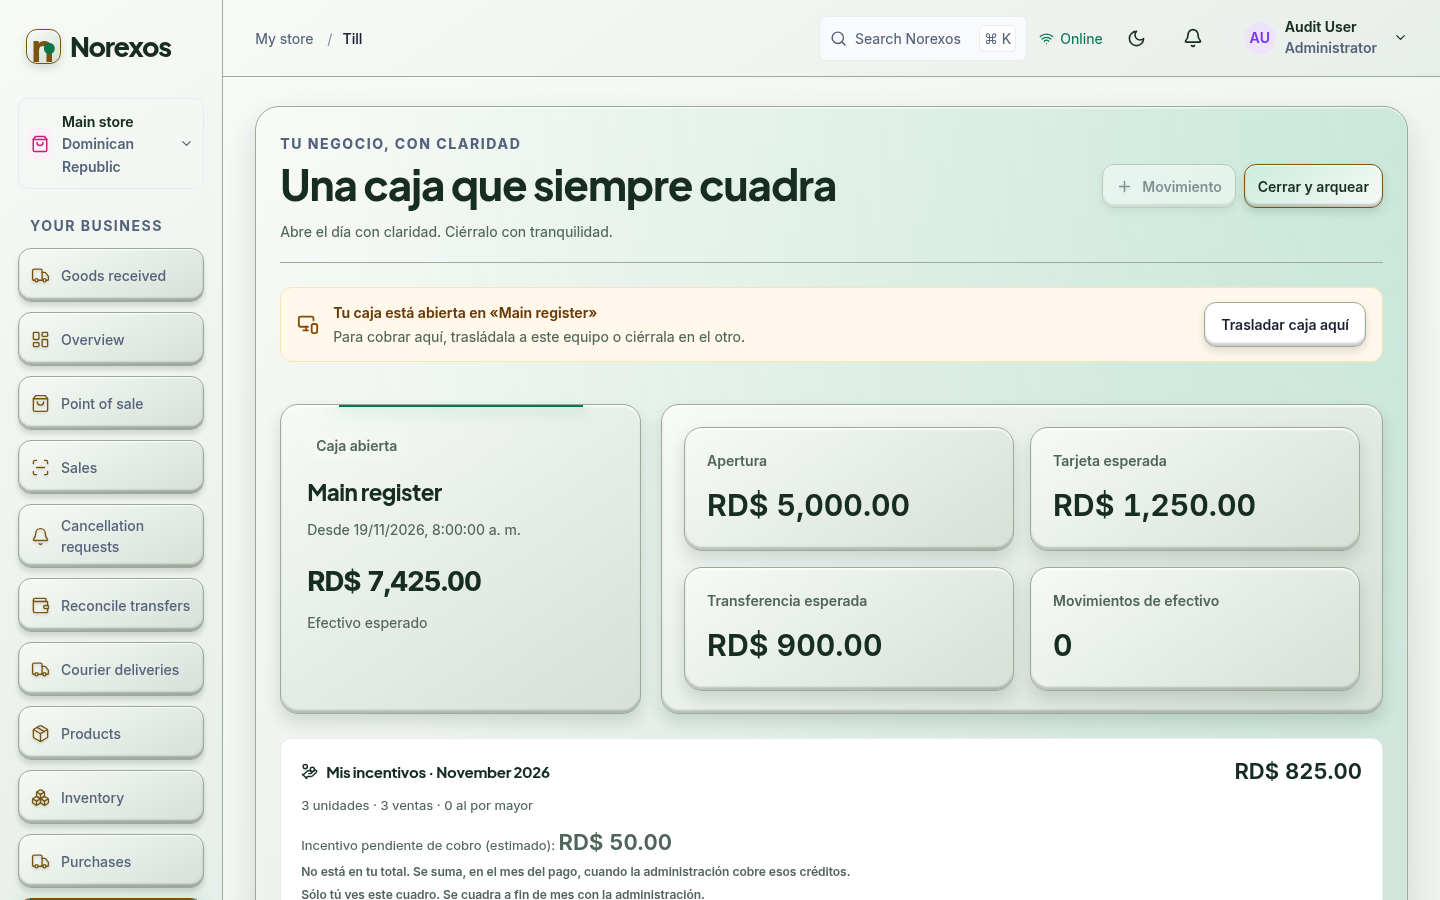 Norexos
My store / Till
Search Norexos ⌘ K
Online
AU
Audit User
Administrator
Main store
Dominican
Republic
YOUR BUSINESS
Goods received
Overview
Point of sale
Sales
Cancellation
requests
Reconcile transfers
Courier deliveries
Products
Inventory
Purchases
TU NEGOCIO, CON CLARIDAD
Una caja que siempre cuadra
Abre el día con claridad. Ciérralo con tranquilidad.
Movimiento
Cerrar y arquear
Tu caja está abierta en «Main register»
Para cobrar aquí, trasládala a este equipo o ciérrala en el otro.
Trasladar caja aquí
Caja abierta
Main register
Desde 19/11/2026, 8:00:00 a. m.
RD$ 7,425.00
Efectivo esperado
Apertura
RD$ 5,000.00
Tarjeta esperada
RD$ 1,250.00
Transferencia esperada
RD$ 900.00
Movimientos de efectivo
0
Mis incentivos · November 2026
RD$ 825.00
3 unidades · 3 ventas · 0 al por mayor
Incentivo pendiente de cobro (estimado): RD$ 50.00
No está en tu total. Se suma, en el mes del pago, cuando la administración cobre esos créditos.
Sólo tú ves este cuadro. Se cuadra a fin de mes con la administración.